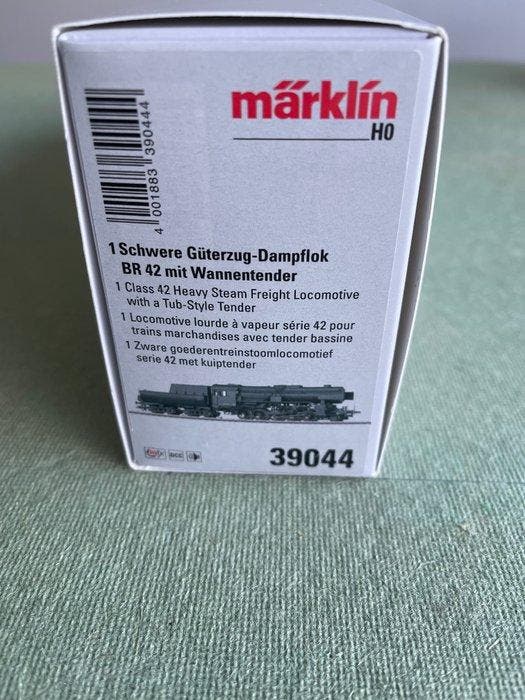 märklin
H0
4 001883 390444
1 Schwere Güterzug-Dampflok
BR 42 mit Wannentender
1 Class 42 Heavy Steam Freight Locomotive
with a Tub-Style Tender
1 Locomotive lourde à vapeur série 42 pour
trains marchandises avec tender bassine
1 Zware goederentreinstoomlocomotief
serie 42 met kuiptender
DCC
39044